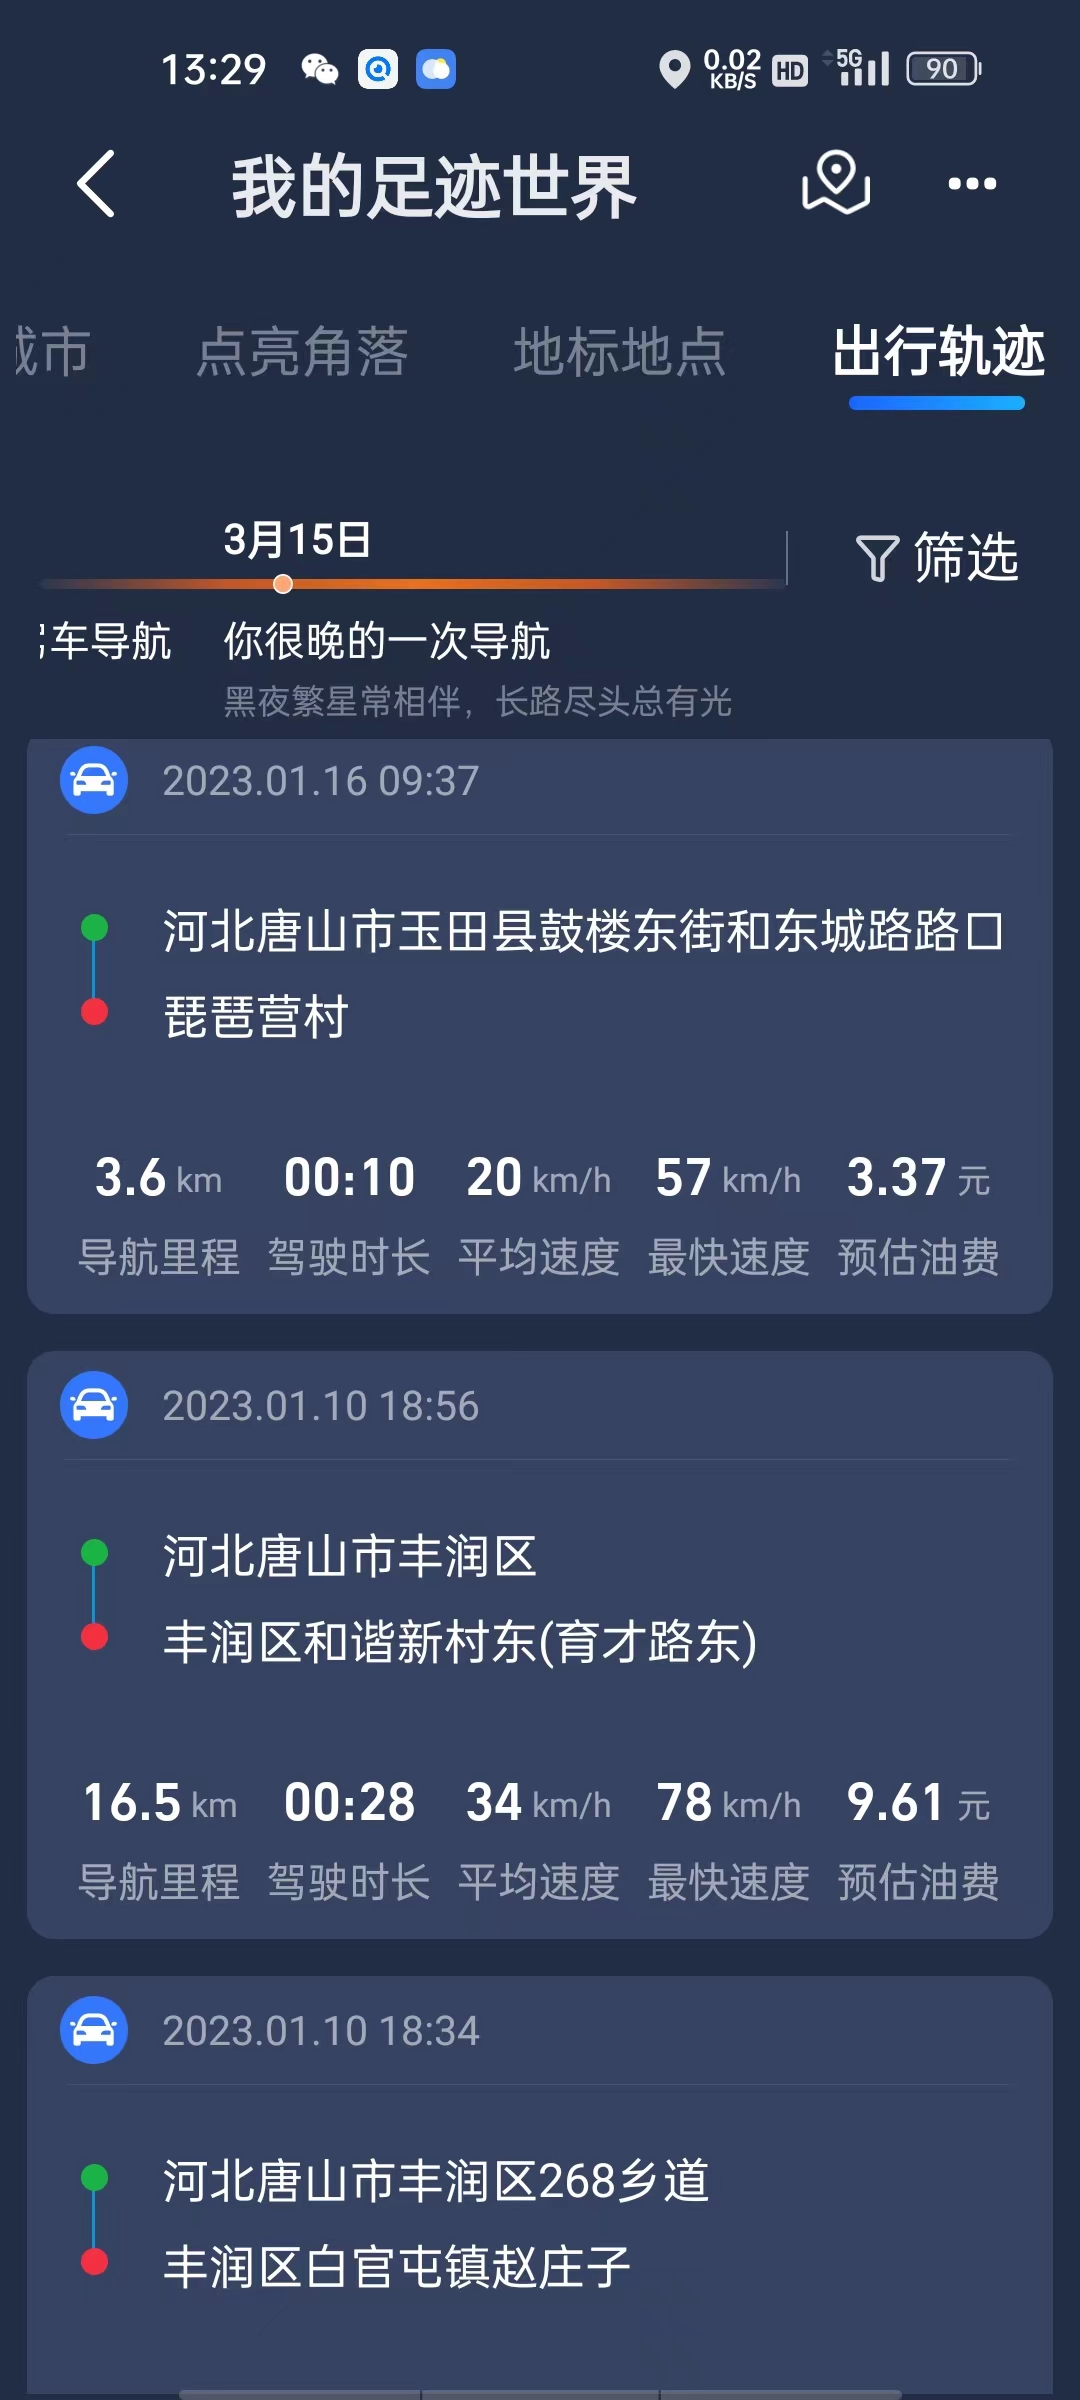 13:29 0.02 KB/S HD 5G 90
我的足迹世界
城市 点亮角落 地标地点 出行轨迹
3月15日
筛选
车导航 你很晚的一次导航
黑夜繁星常相伴，长路尽头总有光
2023.01.16 09:37
河北唐山市玉田县鼓楼东街和东城路路口
琵琶营村
3.6 km 00:10 20 km/h 57 km/h 3.37 元
导航里程 驾驶时长 平均速度 最快速度 预估油费
2023.01.10 18:56
河北唐山市丰润区
丰润区和谐新村东(育才路东)
16.5 km 00:28 34 km/h 78 km/h 9.61 元
导航里程 驾驶时长 平均速度 最快速度 预估油费
2023.01.10 18:34
河北唐山市丰润区268乡道
丰润区白官屯镇赵庄子